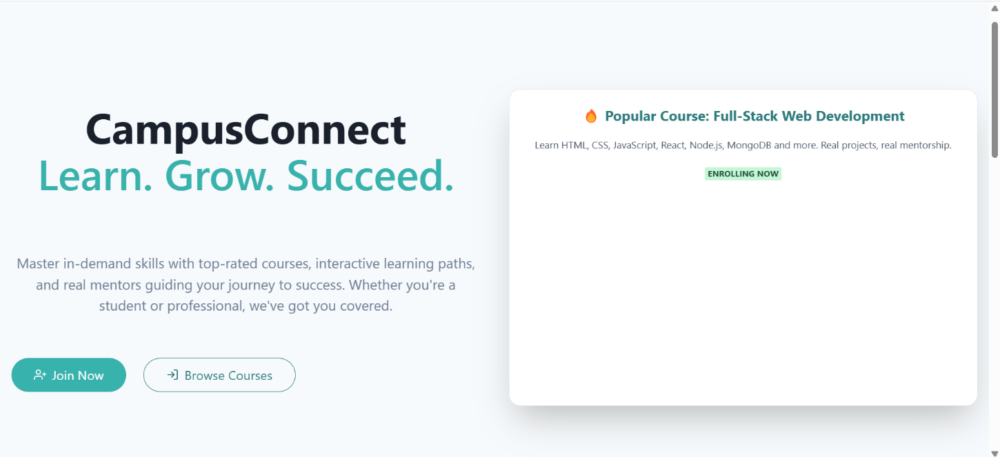 CampusConnect
Learn. Grow. Succeed.
Master in-demand skills with top-rated courses, interactive learning paths,
and real mentors guiding your journey to success. Whether you're a
student or professional, we've got you covered.
Join Now
Browse Courses
🔥 Popular Course: Full-Stack Web Development
Learn HTML, CSS, JavaScript, React, Node.js, MongoDB and more. Real projects, real mentorship.
ENROLLING NOW